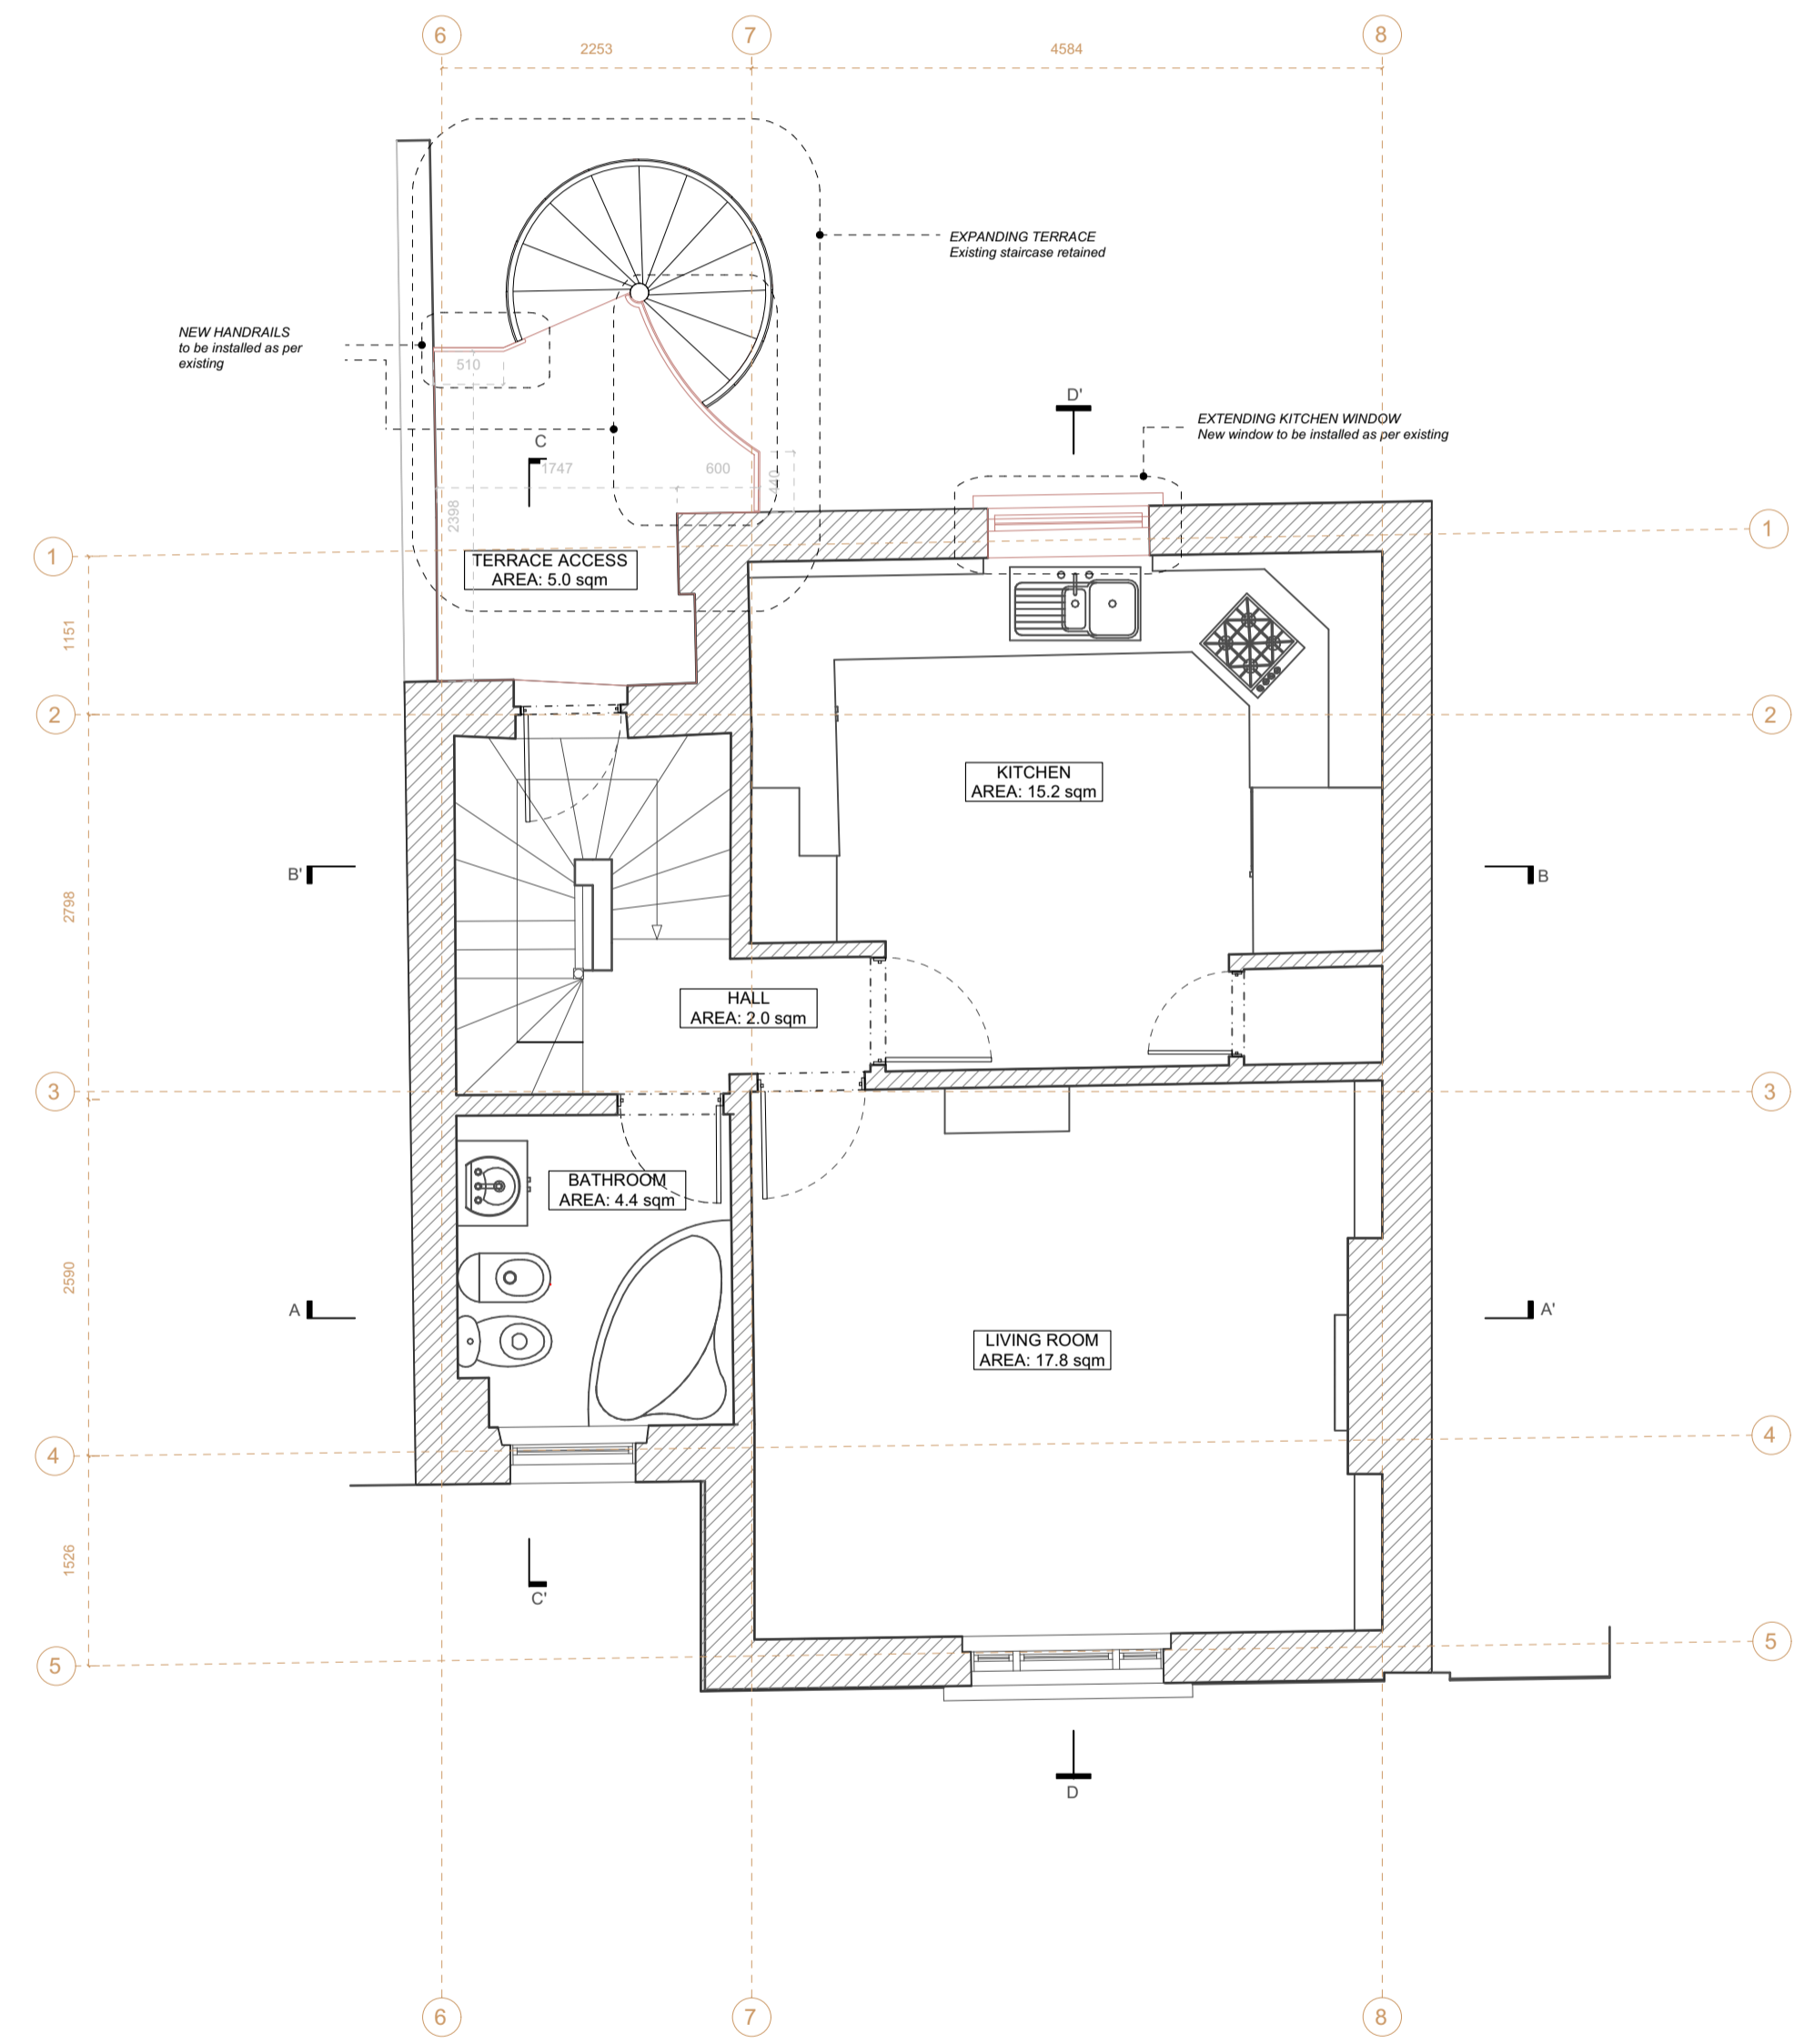 6
7
8
2253
4584
EXPANDING TERRACE
Existing staircase retained
NEW HANDRAILS
to be installed as per
existing
510
D'
EXTENDING KITCHEN WINDOW
New window to be installed as per existing
C
1747
600
440
2398
1
1
TERRACE ACCESS
AREA: 5.0 sqm
1151
2
2
KITCHEN
AREA: 15.2 sqm
B'
B
2798
HALL
AREA: 2.0 sqm
3
3
BATHROOM
AREA: 4.4 sqm
2590
A
A'
LIVING ROOM
AREA: 17.8 sqm
4
4
1526
C'
5
5
D
6
7
8